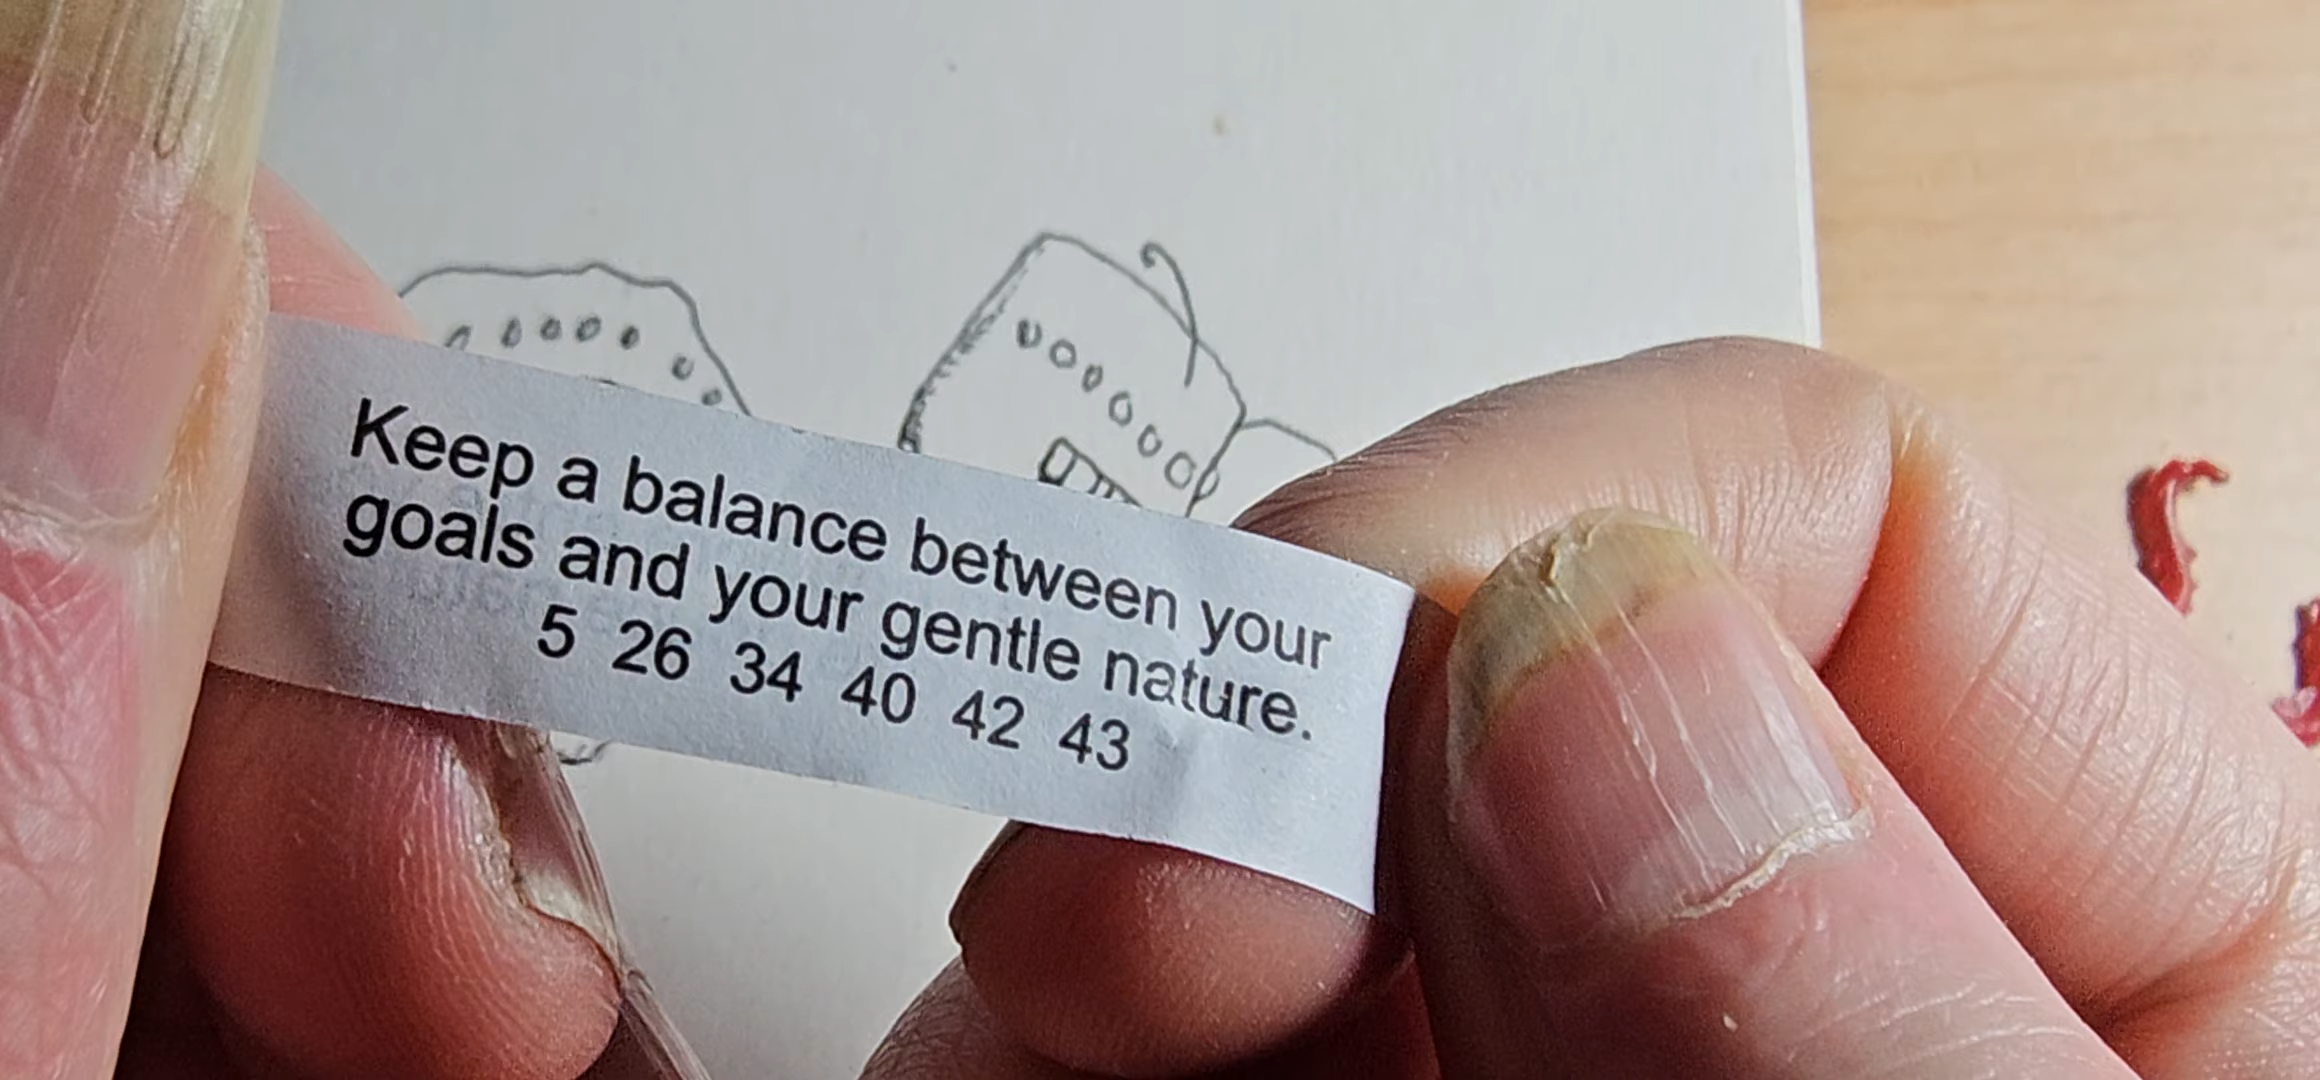 Keep a balance between your
goals and your gentle nature.
5 26 34 40 42 43